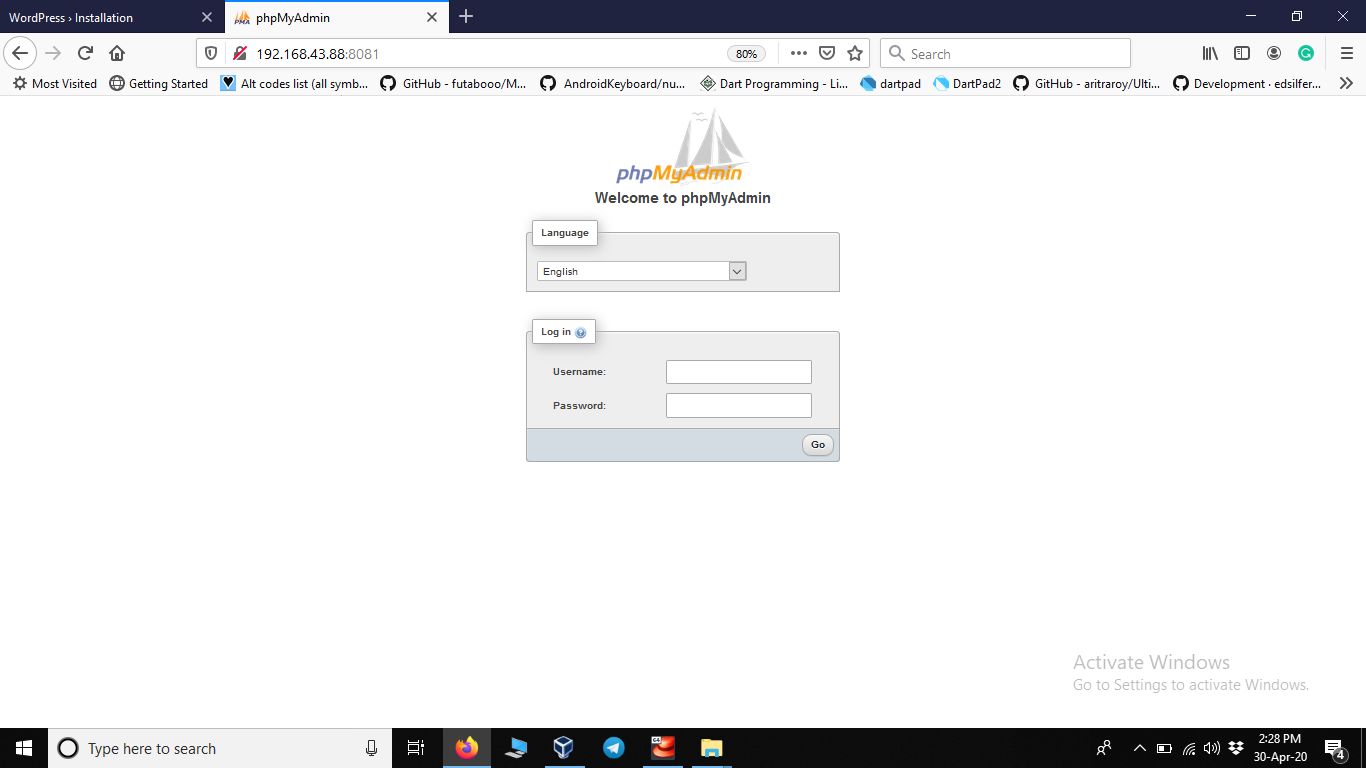 WordPress › Installation
phpMyAdmin
192.168.43.88:8081
80%
Search
Most Visited
Getting Started
Alt codes list (all symb...
GitHub - futabooo/M...
AndroidKeyboard/nu...
Dart Programming - Li...
dartpad
DartPad2
GitHub - aritraroy/Ulti...
Development · edsilfer...
phpMyAdmin
Welcome to phpMyAdmin
Language
English
Log in
Username:
Password:
Go
Activate Windows
Go to Settings to activate Windows.
Type here to search
2:28 PM
30-Apr-20
4